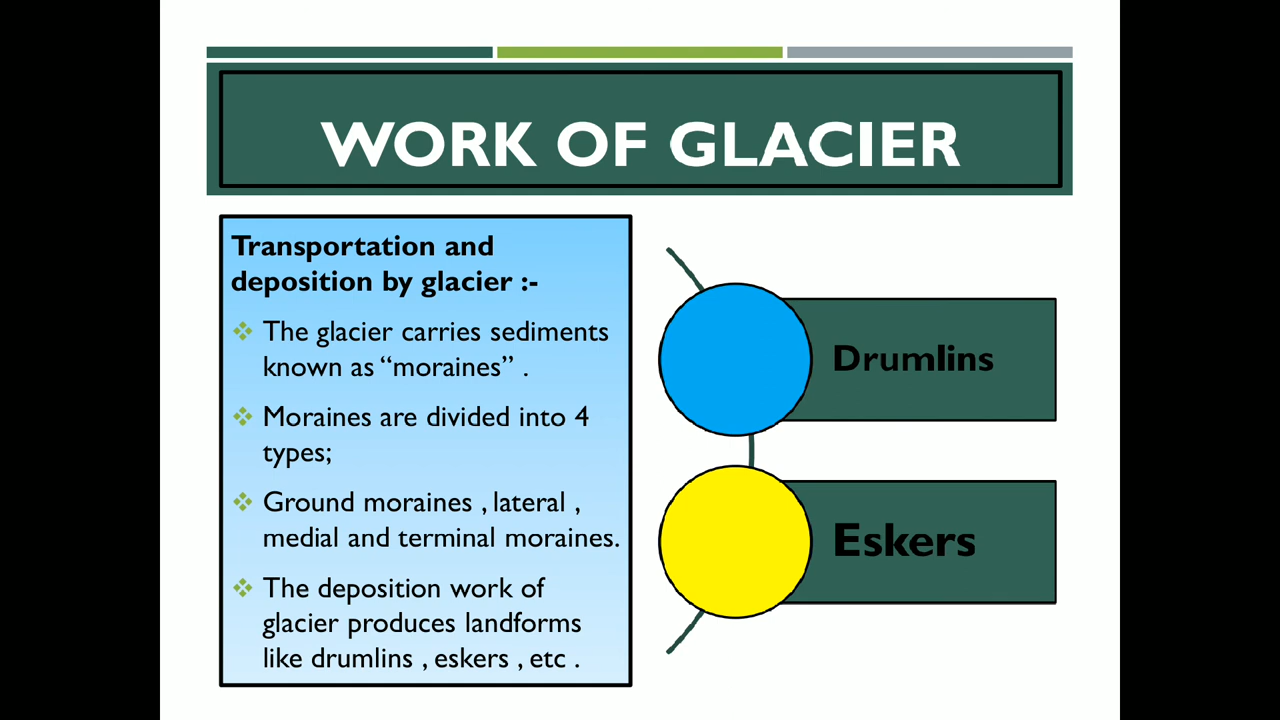 WORK OF GLACIER
Transportation and
deposition by glacier :-
The glacier carries sediments
known as “moraines” .
Moraines are divided into 4
types;
Ground moraines , lateral ,
medial and terminal moraines.
The deposition work of
glacier produces landforms
like drumlins , eskers , etc .
Drumlins
Eskers